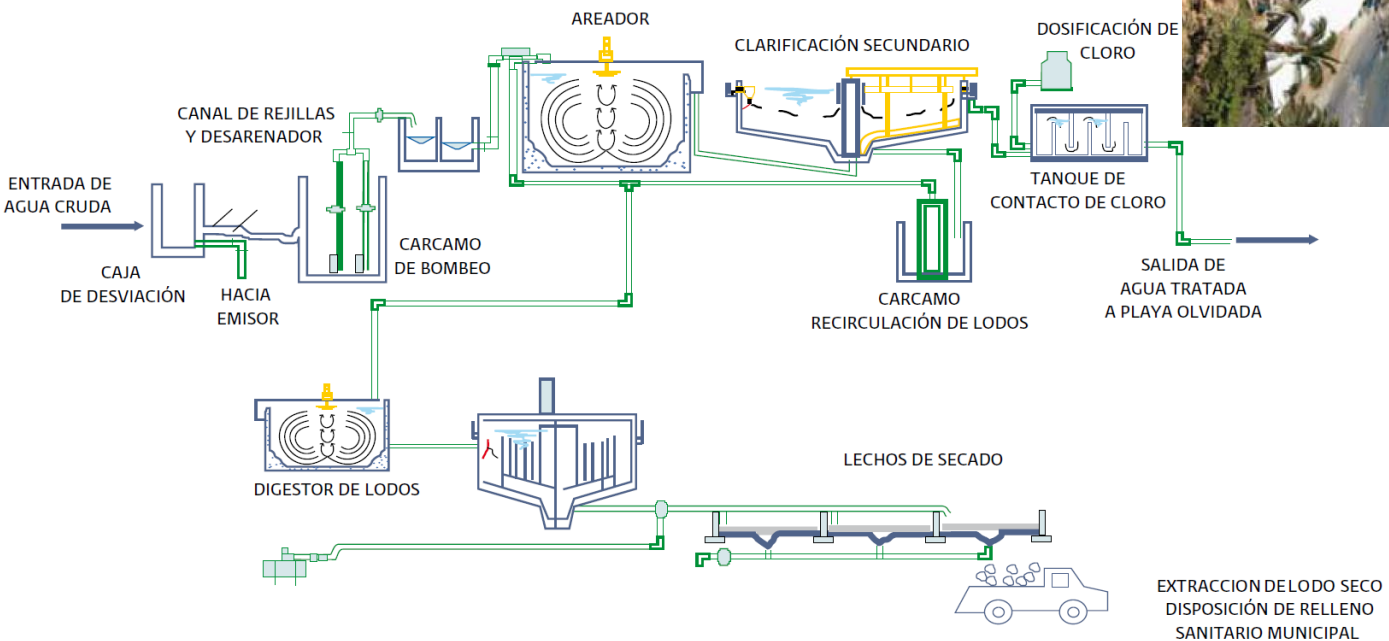 AREADOR
CLARIFICACIÓN SECUNDARIO
DOSIFICACIÓN DE
CLORO
CANAL DE REJILLAS
Y DESARENADOR
ENTRADA DE
AGUA CRUDA
TANQUE DE
CONTACTO DE CLORO
CARCAMO
DE BOMBEO
CAJA
DE DESVIACIÓN
HACIA
EMISOR
CARCAMO
RECIRCULACIÓN DE LODOS
SALIDA DE
AGUA TRATADA
A PLAYA OLVIDADA
DIGESTOR DE LODOS
LECHOS DE SECADO
EXTRACCION DE LODO SECO
DISPOSICIÓN DE RELLENO
SANITARIO MUNICIPAL